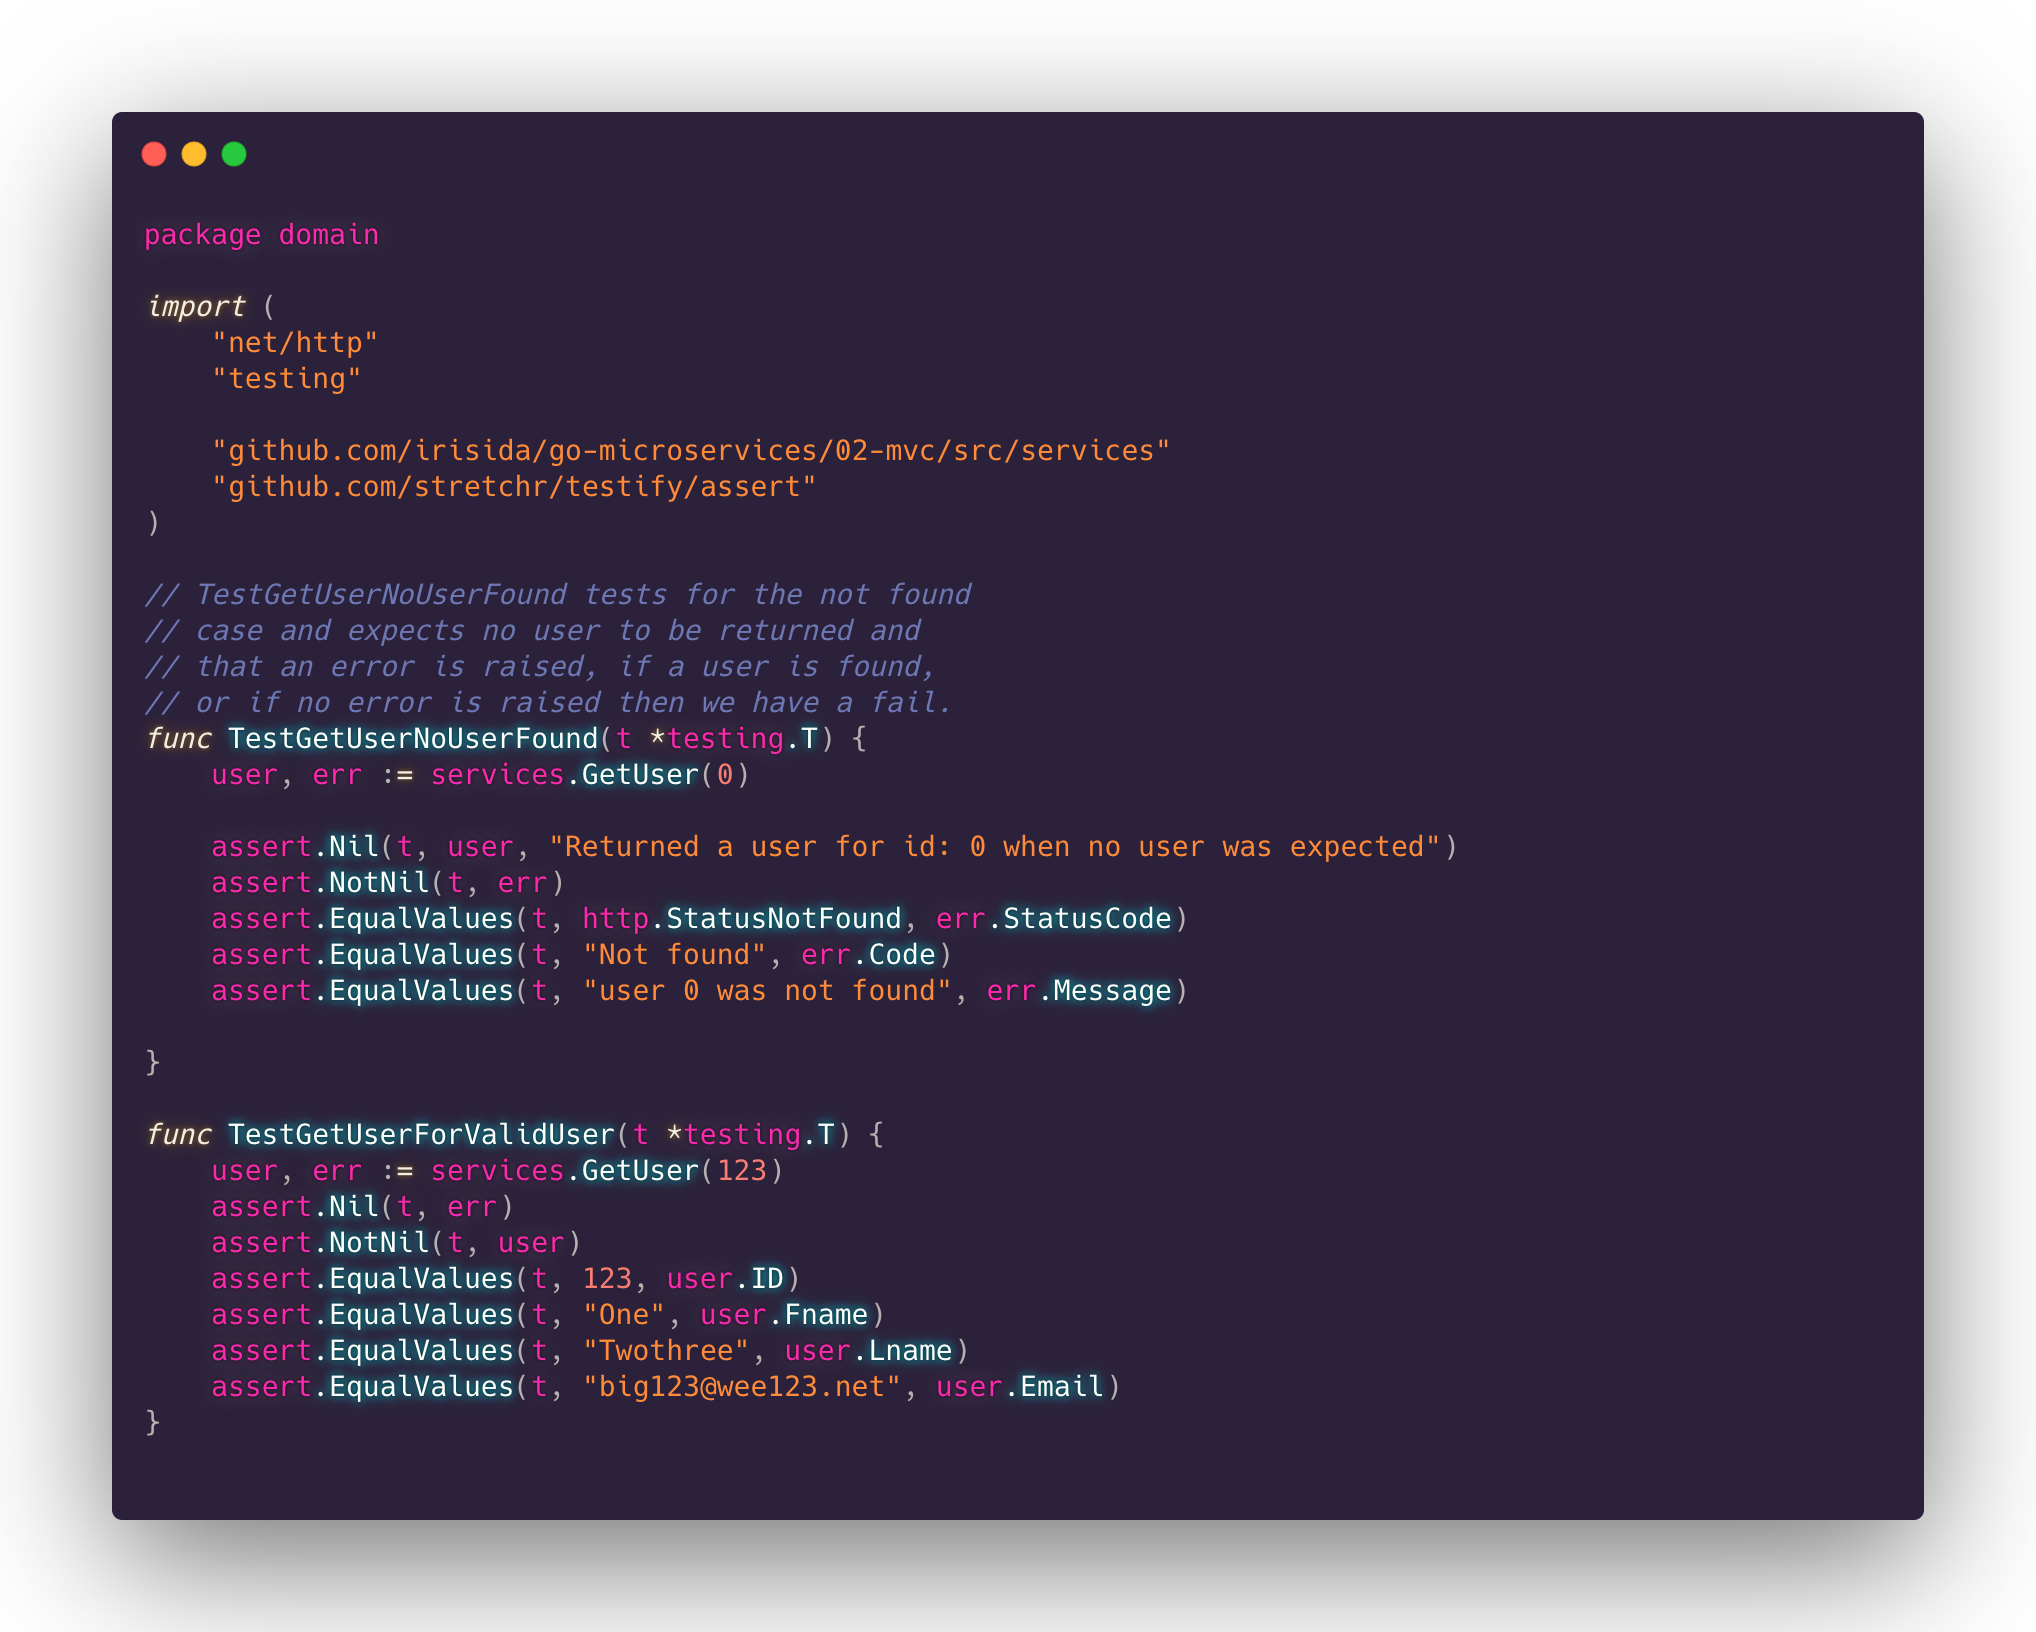 package domain
import (
"net/http"
"testing"
"github.com/irisida/go-microservices/02-mvc/src/services"
"github.com/stretchr/testify/assert"
)
// TestGetUserNoUserFound tests for the not found
// case and expects no user to be returned and
// that an error is raised, if a user is found,
// or if no error is raised then we have a fail.
func TestGetUserNoUserFound(t *testing.T) {
user, err := services.GetUser(0)
assert.Nil(t, user, "Returned a user for id: 0 when no user was expected")
assert.NotNil(t, err)
assert.EqualValues(t, http.StatusNotFound, err.StatusCode)
assert.EqualValues(t, "Not found", err.Code)
assert.EqualValues(t, "user 0 was not found", err.Message)
}
func TestGetUserForValidUser(t *testing.T) {
user, err := services.GetUser(123)
assert.Nil(t, err)
assert.NotNil(t, user)
assert.EqualValues(t, 123, user.ID)
assert.EqualValues(t, "One", user.Fname)
assert.EqualValues(t, "Twothree", user.Lname)
assert.EqualValues(t, "big123@wee123.net", user.Email)
}